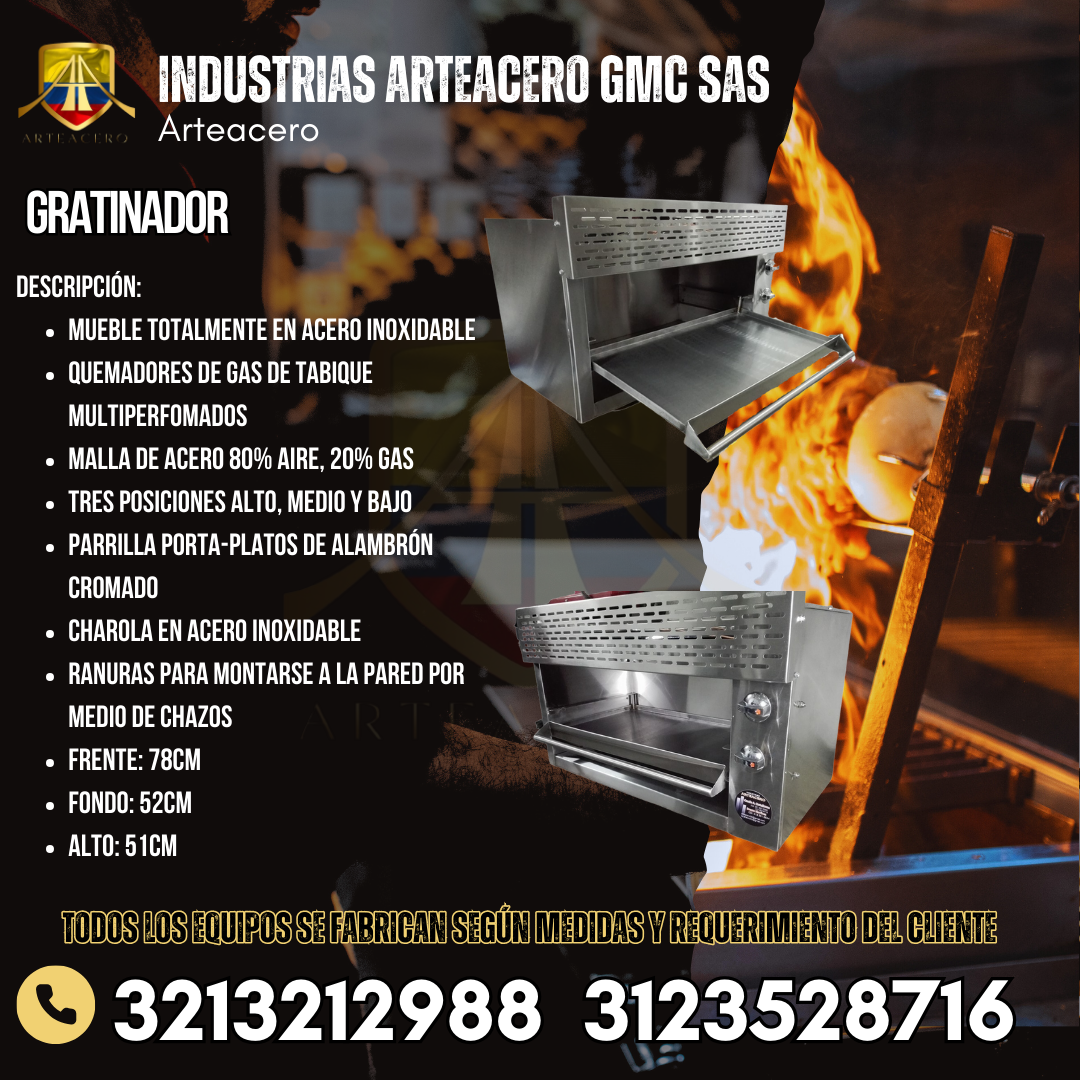 INDUSTRIAS ARTEACERO GMC SAS
Arteacero
ARTEACERO
GRATINADOR
DESCRIPCIÓN:
• MUEBLE TOTALMENTE EN ACERO INOXIDABLE
• QUEMADORES DE GAS DE TABIQUE
MULTIPERFOMADOS
• MALLA DE ACERO 80% AIRE, 20% GAS
• TRES POSICIONES ALTO, MEDIO Y BAJO
• PARRILLA PORTA-PLATOS DE ALAMBRÓN
CROMADO
• CHAROLA EN ACERO INOXIDABLE
• RANURAS PARA MONTARSE A LA PARED POR
MEDIO DE CHAZOS
• FRENTE: 78CM
• FONDO: 52CM
• ALTO: 51CM
TODOS LOS EQUIPOS SE FABRICAN SEGÚN MEDIDAS Y REQUERIMIENTO DEL CLIENTE
3213212988 3123528716